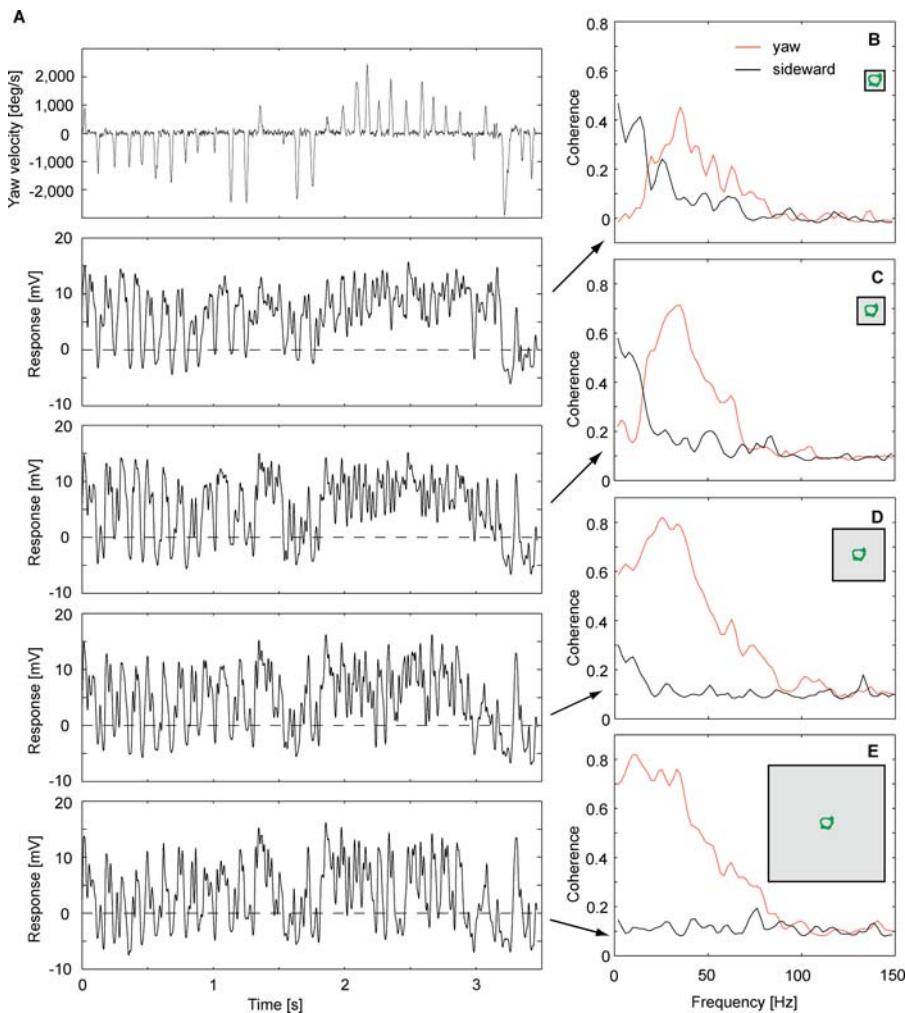 A
Yaw velocity [deg/s]
2,000
1,000
0
-1,000
-2,000
Response [mV]
20
10
0
-10
Response [mV]
20
10
0
-10
Response [mV]
20
10
0
-10
Response [mV]
20
10
0
-10
0
1
2
3
Time [s]
B
yaw
sideward
Coherence
0.8
0.6
0.4
0.2
0
C
Coherence
0.8
0.6
0.4
0.2
0
D
Coherence
0.8
0.6
0.4
0.1
0
E
Coherence
0.8
0.6
0.4
0.1
0
0
50
100
150
Frequency [Hz]